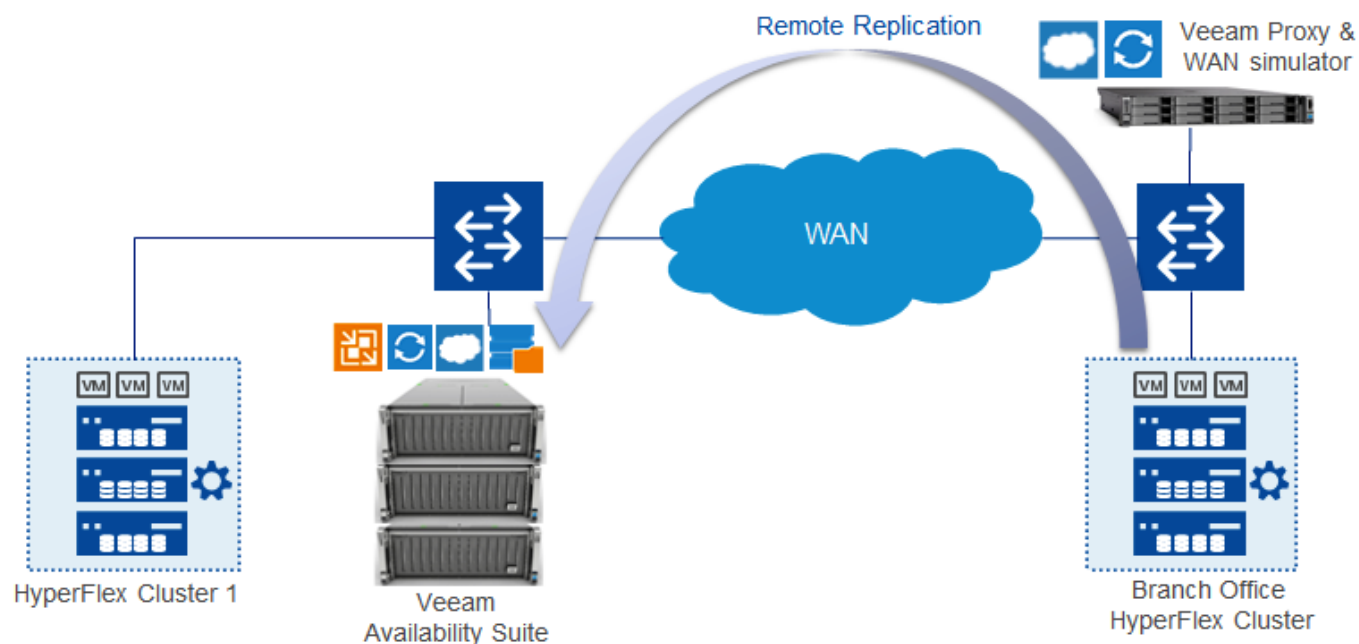 Remote Replication
Veeam Proxy &
WAN simulator
WAN
VM VM VM
VM VM VM
HyperFlex Cluster 1
Veeam
Availability Suite
Branch Office
HyperFlex Cluster